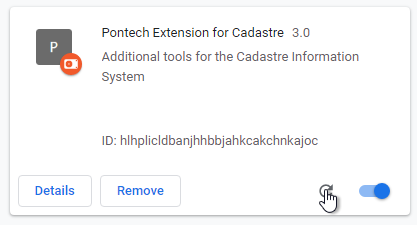 P
Pontech Extension for Cadastre 3.0
Additional tools for the Cadastre Information
System
ID: hlhplicldbanjhhbbjahkcakchnkajoc
Details Remove